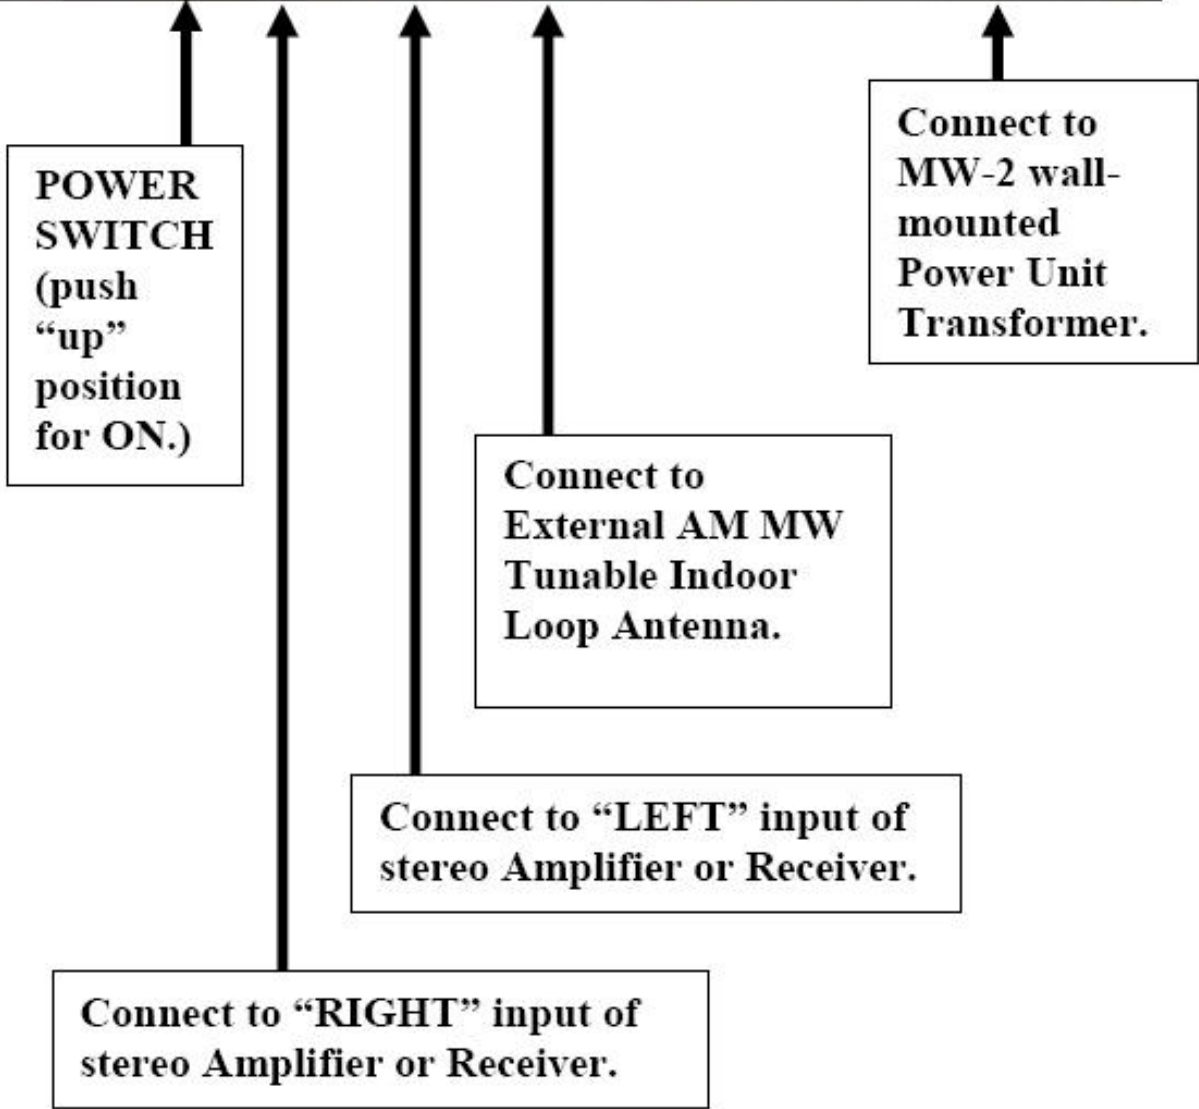 POWER
SWITCH
(push
“up”
position
for ON.)
Connect to
MW-2 wall-
mounted
Power Unit
Transformer.
Connect to
External AM MW
Tunable Indoor
Loop Antenna.
Connect to “LEFT” input of
stereo Amplifier or Receiver.
Connect to “RIGHT” input of
stereo Amplifier or Receiver.